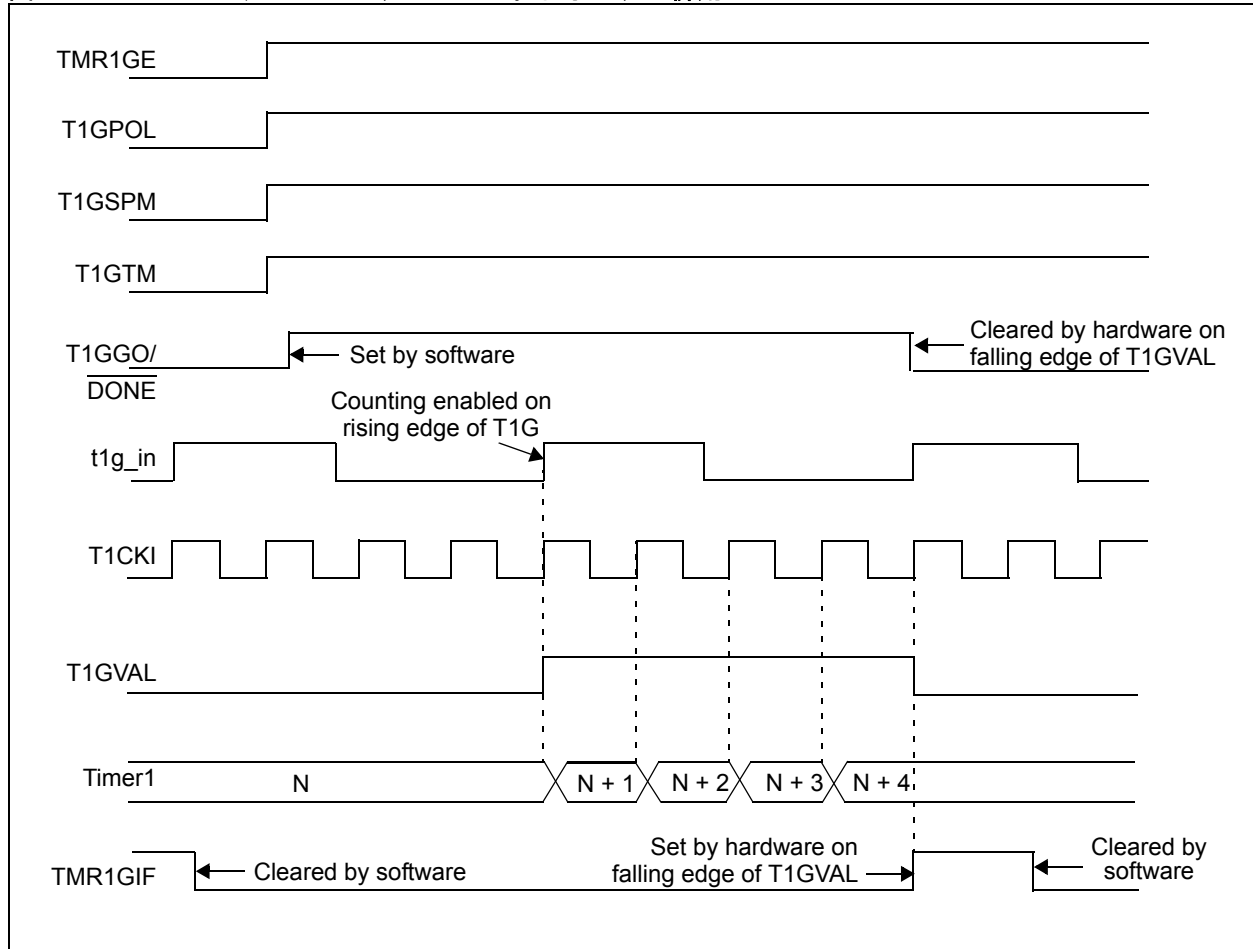 TMR1GE
T1GPOL
T1GSPM
T1GTM
T1GGO/
DONE
Set by software
Cleared by hardware on
falling edge of T1GVAL
Counting enabled on
rising edge of T1G
t1g_in
T1CKI
T1GVAL
Timer1
N
N + 1
N + 2
N + 3
N + 4
TMR1GIF
Cleared by software
Set by hardware on
falling edge of T1GVAL
Cleared by
software